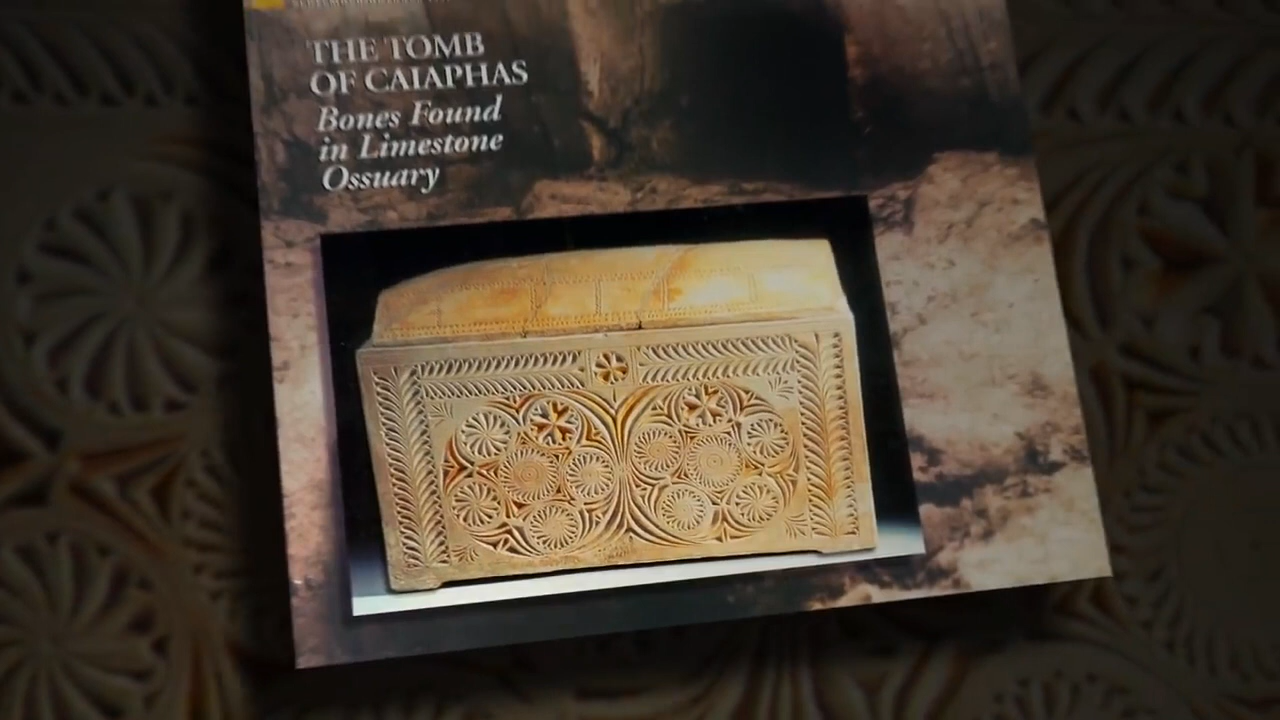 THE TOMB
OF CAIAPHAS
Bones Found
in Limestone
Ossuary